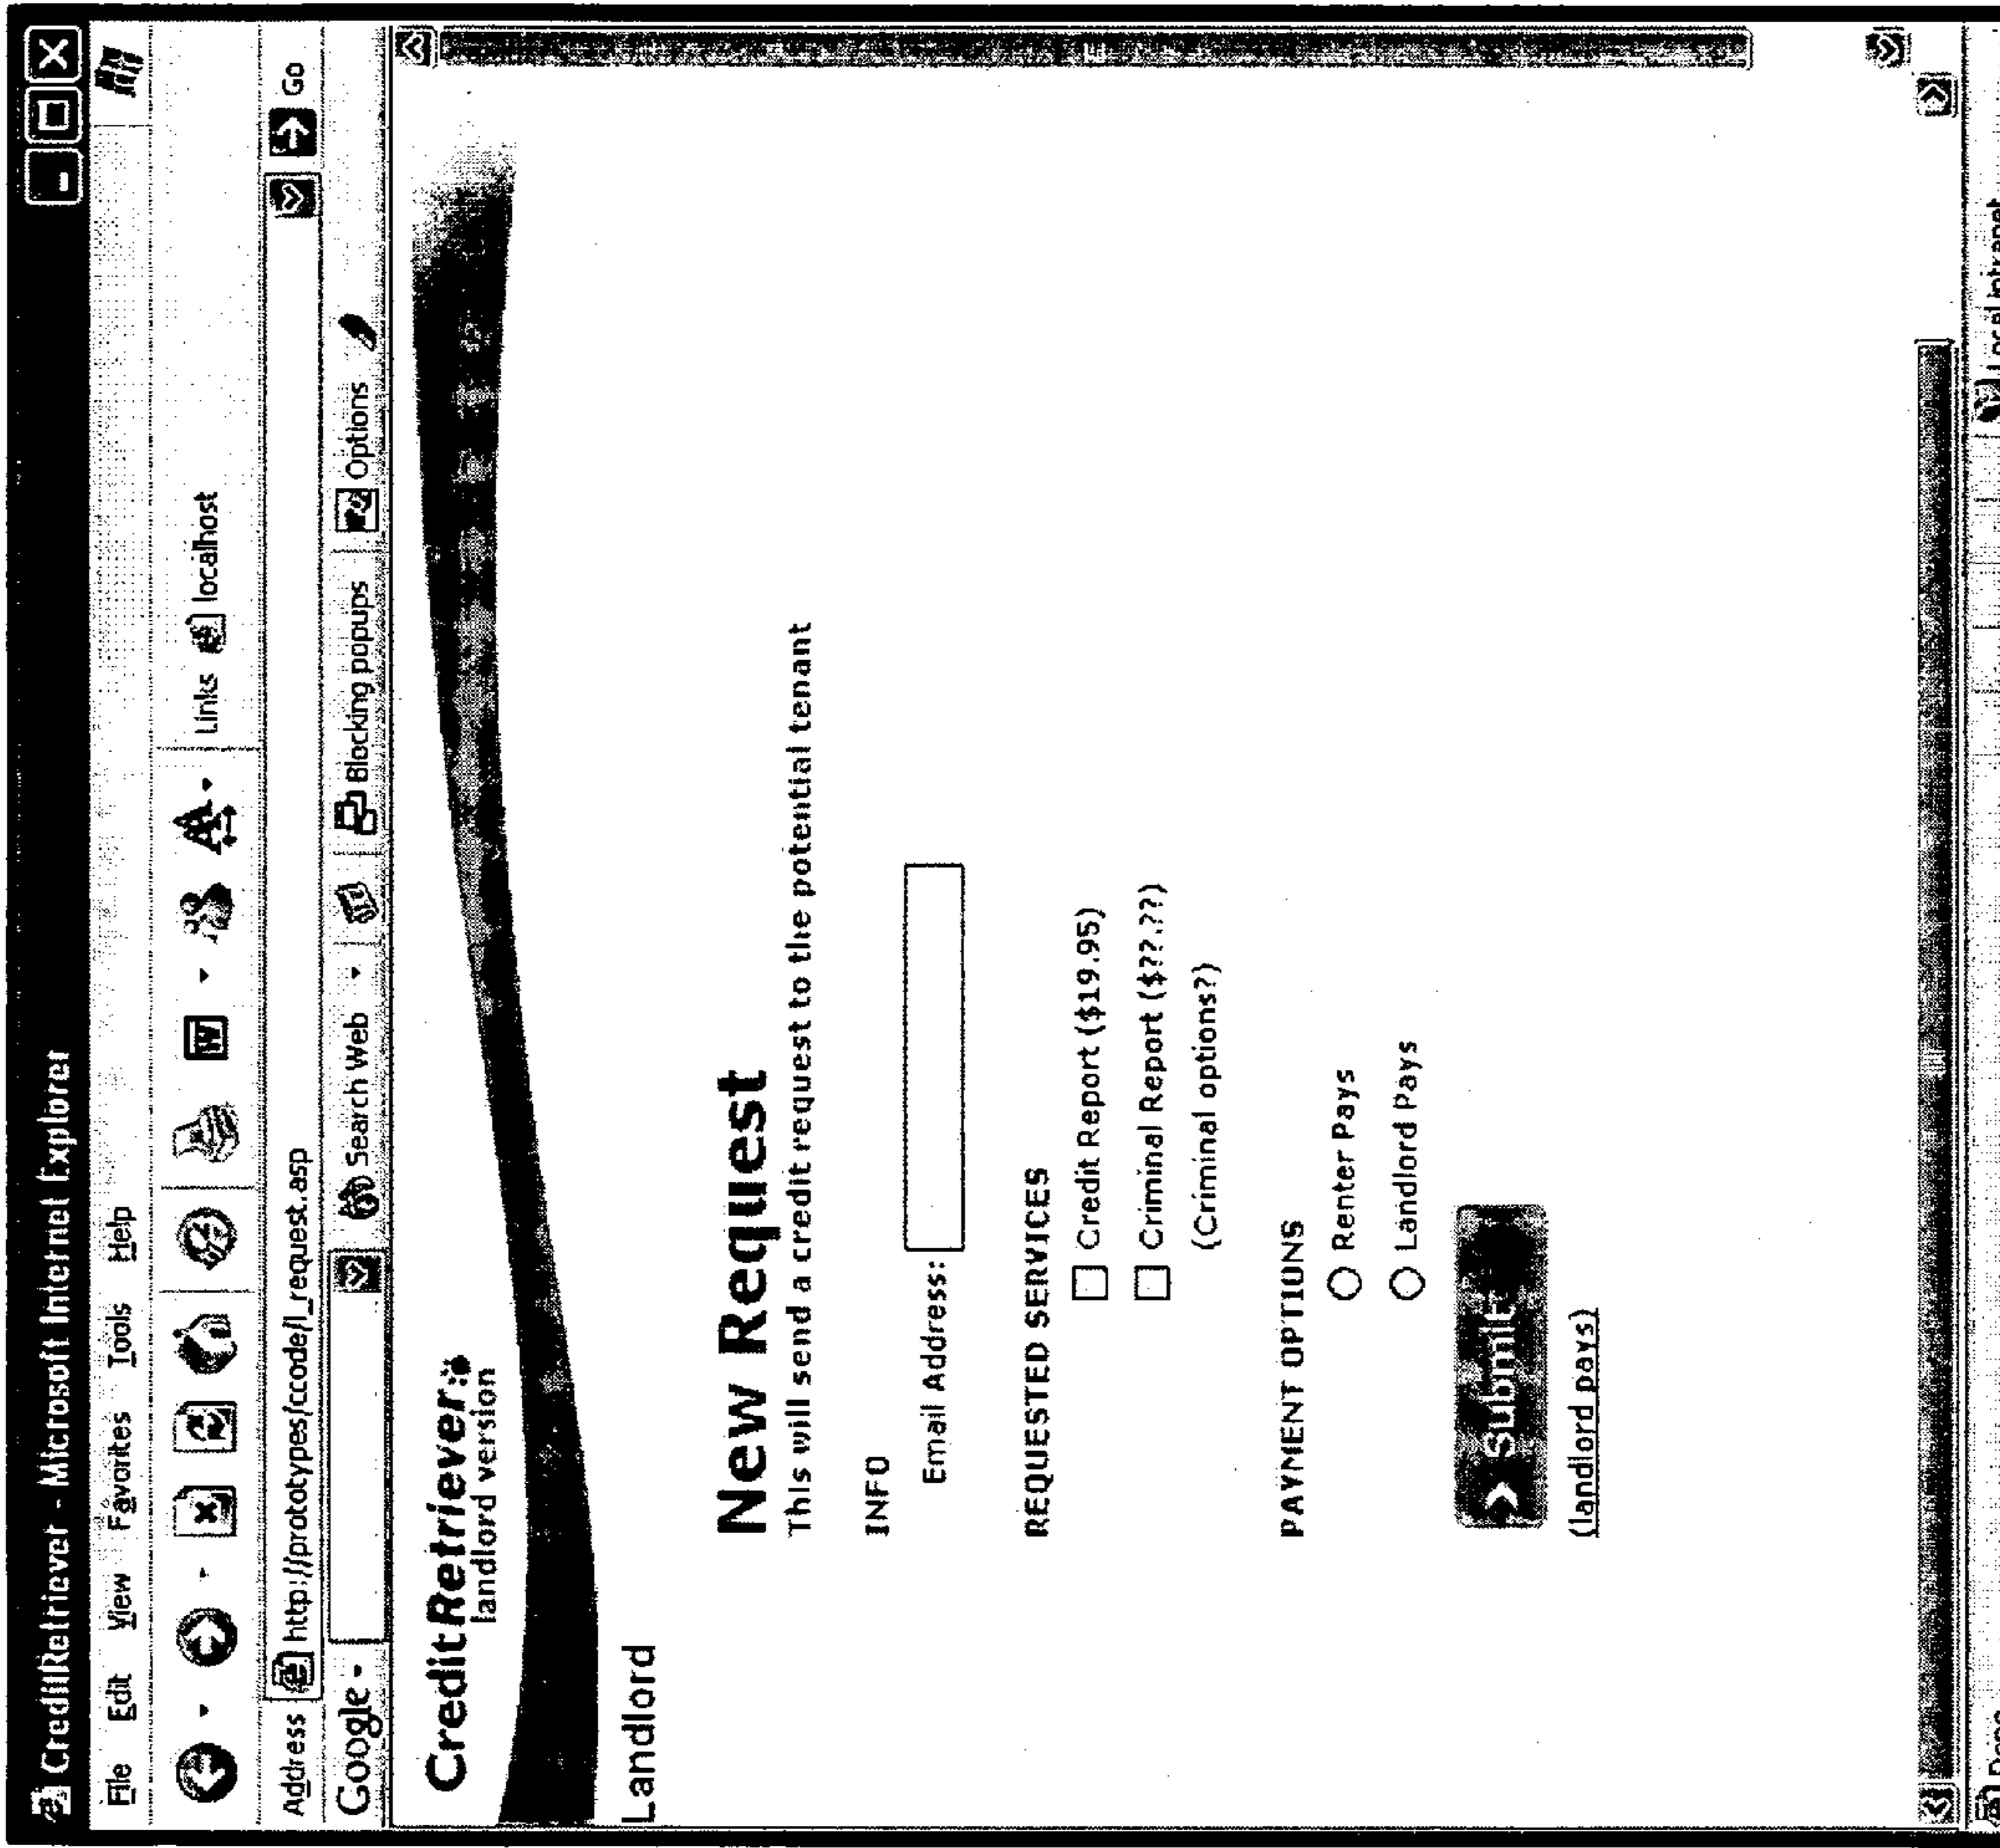 CreditRetriever - Microsoft Internet Explorer
File Edit View Favorites Tools Help
Links localhost
Address http://prototypes/ccode/l_request.asp Go
Google Search Web Blocking popups Options
CreditRetriever
landlord version
Landlord
New Request
This will send a credit request to the potential tenant
INFO
Email Address:
REQUESTED SERVICES
Credit Report ($19.95)
Criminal Report ($??.??)
(Criminal options?)
PAYMENT OPTIONS
Renter Pays
Landlord Pays
Submit
(landlord pays)
Done Local intranet